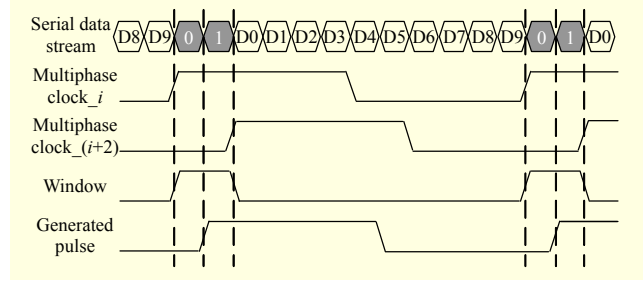 Serial data stream D8 D9 0 1 D0 D1 D2 D3 D4 D5 D6 D7 D8 D9 0 1 D0
Multiphase
clock_i
Multiphase
clock_(i+2)
Window
Generated
pulse